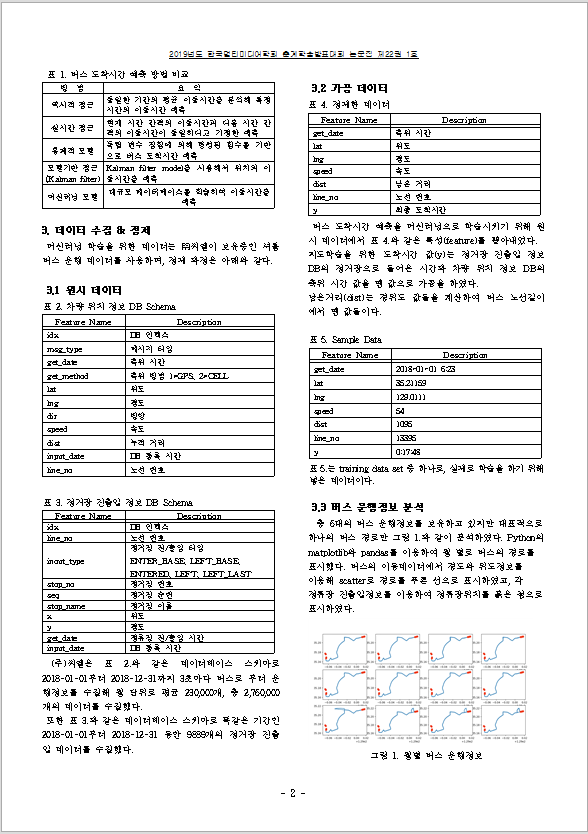 2019년도 한국멀티미디어학회 춘계학술발표대회 논문집 제22권 1호
표 1. 버스 도착시간 예측 방법 비교
방 법 요 약
역사적 접근 동일한 기간의 평균 이동시간을 분석해 특정
시간의 이동시간 예측
실시간 접근 현재 시간 간격의 이동시간과 다음 시간 간
격의 이동시간이 동일하다고 가정한 예측
통계적 모델 독립 변수 집합에 의해 형성된 함수를 기반
으로 버스 도착시간 예측
모델기반 접근 Kalman filter model을 사용해서 위치의 이
(Kalman filter) 동시간을 예측
머신러닝 모델 대규모 데이터베이스를 학습하여 이동시간을
예측
3. 데이터 수집 & 정제
머신러닝 학습을 위한 데이터는 위엘이 보유중인 서울
버스 운행 데이터를 사용하며, 정제 과정은 아래와 같다.
3.1 원시 데이터
표 2. 차량 위치 정보 DB Schema
Feature Name Description
idx DB 인덱스
msg_type 메시지 타입
get_date 측위 시간
get_method 측위 방법 1=GPS, 2=CELL
lat 위도
lng 경도
dir 방향
speed 속도
dist 누적 거리
input_date DB 등록 시간
line_no 노선 번호
표 3. 정거장 진출입 정보 DB Schema
Feature Name Description
idx DB 인덱스
line_no 노선 번호
inout_type 정거장 진/출입 타입
ENTER_BASE, LEFT_BASE,
ENTERED, LEFT, LEFT_LAST
stop_no 정거장 번호
seq 정거장 순번
stop_name 정거장 이름
x 위도
y 경도
get_date 정류장 진/출입 시간
input_date DB 등록 시간
(주)위엘은 표 2.와 같은 데이터베이스 스키마로
2018-01-01부터 2018-12-31까지 3초마다 버스로 부터 운
행정보를 수집해 월 단위로 평균 230,000개, 총 2,760,000
개의 데이터를 수집했다.
또한 표 3.와 같은 데이터베이스 스키마로 똑같은 기간인
2018-01-01부터 2018-12-31 동안 9889개의 정거장 진출
입 데이터를 수집했다.
3.2 가공 데이터
표 4. 정제한 데이터
Feature Name Description
get_date 측위 시간
lat 위도
lng 경도
speed 속도
dist 남은 거리
line_no 노선 번호
y 최종 도착시간
버스 도착시간 예측을 머신러닝으로 학습시키기 위해 원
시 데이터에서 표 4.와 같은 특성(feature)를 뽑아내었다.
지도학습을 위한 도착시간 값(y)는 정거장 진출입 정보
DB의 정거장으로 들어온 시간과 차량 위치 정보 DB의
측위 시간 값을 뺀 값으로 가공을 하였다.
남은거리(dist)는 경위도 값들을 계산하여 버스 노선길이
에서 뺀 값들이다.
표 5. Sample Data
Feature Name Description
get_date 2018-01-01 6:23
lat 35.21159
lng 129.0111
speed 54
dist 1095
line_no 13395
y 0:17:48
표 5.는 training data set 중 하나로, 실제로 학습을 하기 위해
넣은 데이터이다.
3.3 버스 운행정보 분석
총 6대의 버스 운행정보를 보유하고 있지만 대표적으로
하나의 버스 경로만 그림 1.와 같이 분석하였다. Python의
matplotlib와 pandas를 이용하여 월 별로 버스의 경로를
표시했다. 버스의 이동데이터에서 경도와 위도정보를
이용해 scatter로 경로를 푸른 선으로 표시하였고, 각
정류장 진출입정보를 이용하여 정류장위치를 붉은 점으로
표시하였다.
그림 1. 월별 버스 운행정보
- 2 -